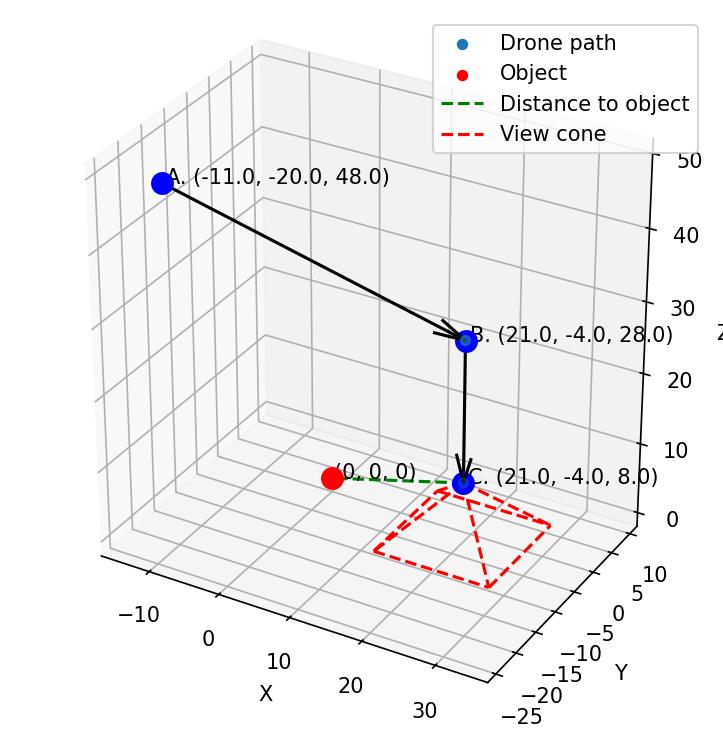 Drone path
Object
Distance to object
View cone
A. (-11.0, -20.0, 48.0)
B. (21.0, -4.0, 28.0)
C. (21.0, -4.0, 8.0)
(0, 0, 0)
50
40
30
20
10
0
Z
−10
0
10
20
30
X
10
5
0
−5
−10
−15
−20
−25
Y